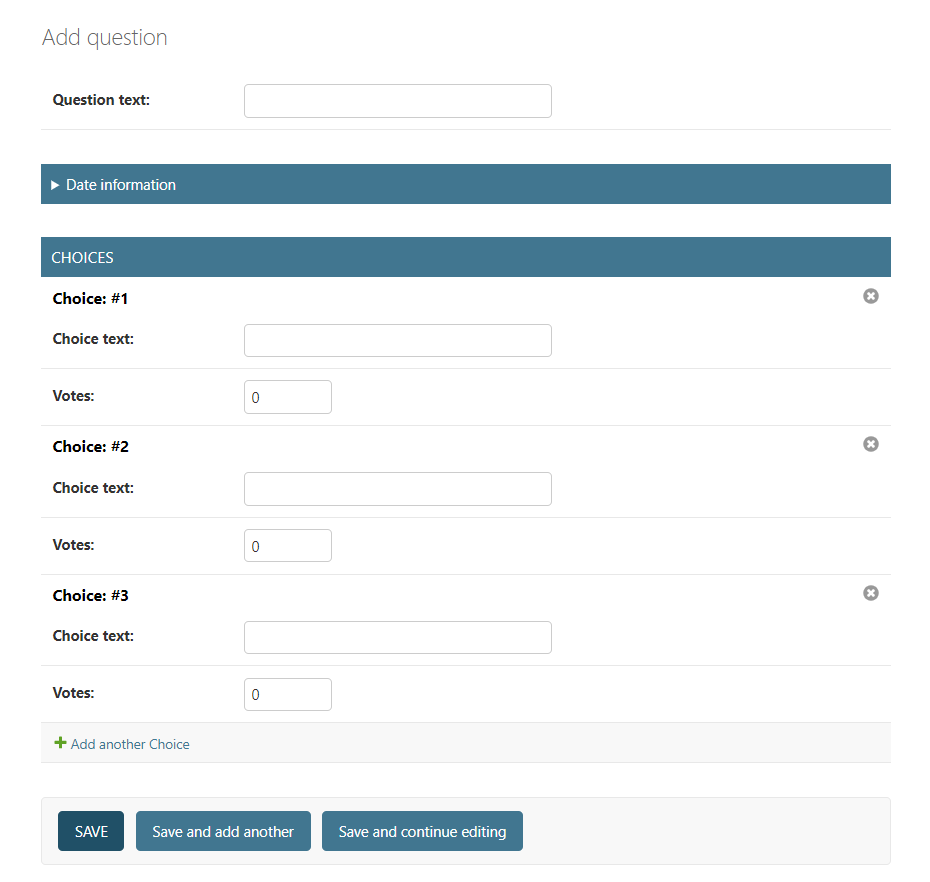 Add question
Question text:
Date information
CHOICES
Choice: #1
Choice text:
Votes: 0
Choice: #2
Choice text:
Votes: 0
Choice: #3
Choice text:
Votes: 0
Add another Choice
SAVE Save and add another Save and continue editing